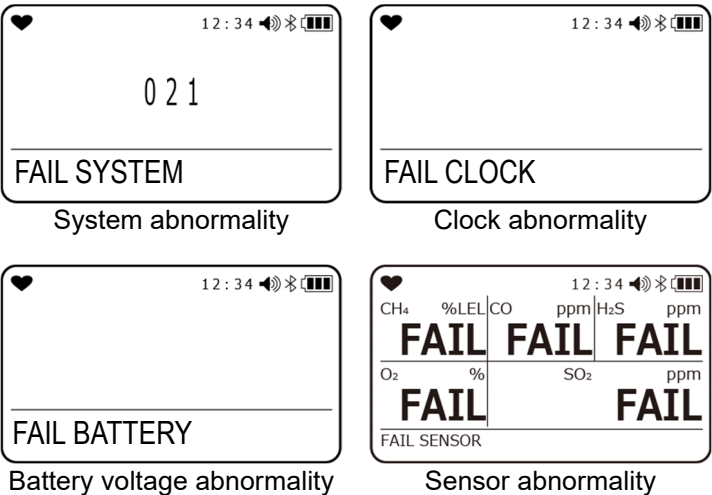 12:34
021
FAIL SYSTEM
System abnormality
12:34
FAIL CLOCK
Clock abnormality
12:34
FAIL BATTERY
Battery voltage abnormality
12:34
CH₄ %LEL CO ppm H₂S ppm
FAIL FAIL FAIL
O₂ % SO₂ ppm
FAIL FAIL
FAIL SENSOR
Sensor abnormality